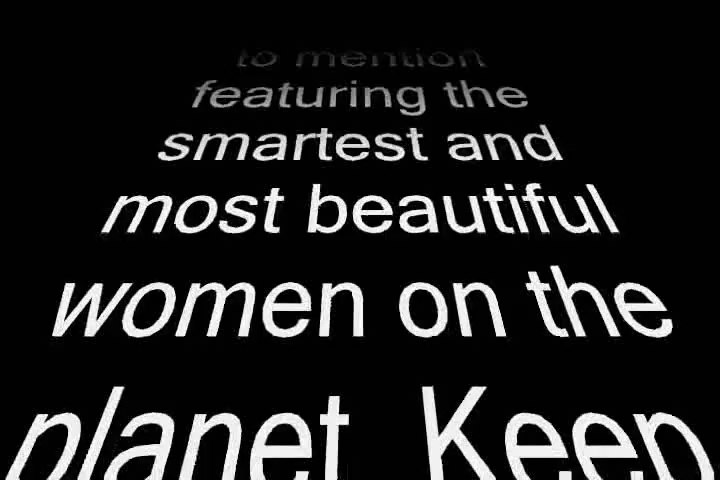 to mention
featuring the
smartest and
most beautiful
women on the
planet. Keep